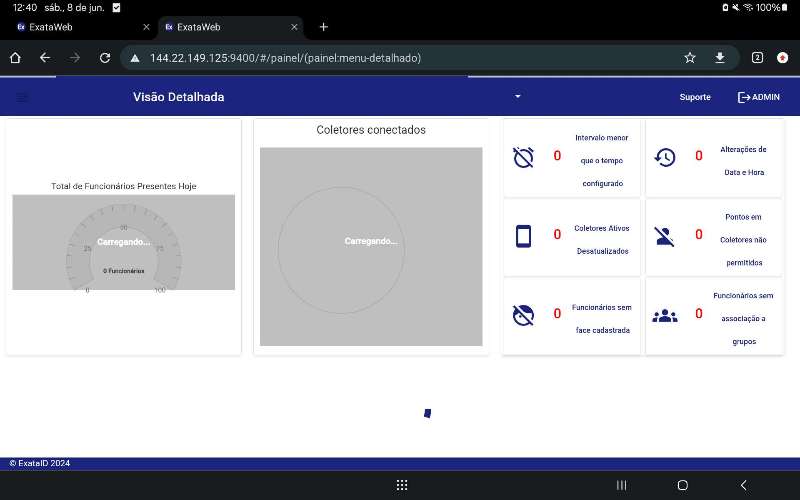 12:40 sáb., 8 de jun. 100%
Ex ExataWeb
Ex ExataWeb
144.22.149.125:9400/#/painel/(painel:menu-detalhado)
2
Visão Detalhada
Suporte
ADMIN
Total de Funcionários Presentes Hoje
50
Carregando...
25
75
0 Funcionários
0
100
Coletores conectados
Carregando...
0
Intervelo menor
que o tempo
configurado
0
Alterações de
Data e Hora
0
Coletores Ativos
Desatualizados
0
Pontos em
Coletores não
permitidos
0
Funcionários sem
face cadastrada
0
Funcionários sem
associação a
grupos
© ExataID 2024